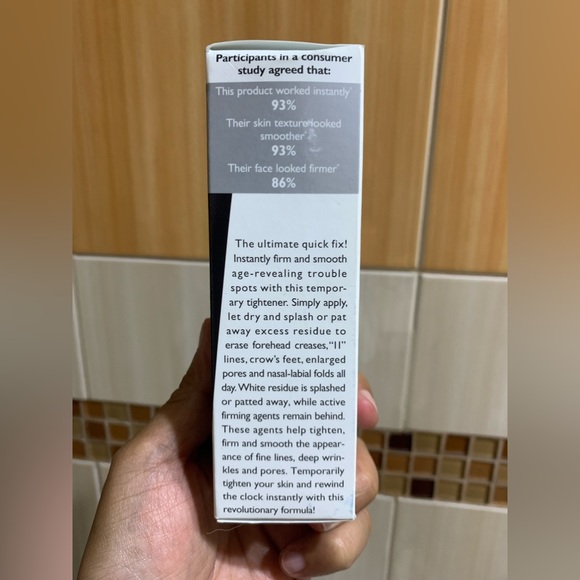 Participants in a consumer
study agreed that:
This product worked instantly*
93%
Their skin texture looked
smoother*
93%
Their face looked firmer*
86%
The ultimate quick fix!
Instantly firm and smooth
age-revealing trouble
spots with this tempor-
ary tightener. Simply apply,
let dry and splash or pat
away excess residue to
erase forehead creases, "11"
lines, crow's feet, enlarged
pores and nasal-labial folds all
day. White residue is splashed
or patted away, while active
firming agents remain behind.
These agents help tighten,
firm and smooth the appear-
ance of fine lines, deep wrin-
kles and pores. Temporarily
tighten your skin and rewind
the clock instantly with this
revolutionary formula!